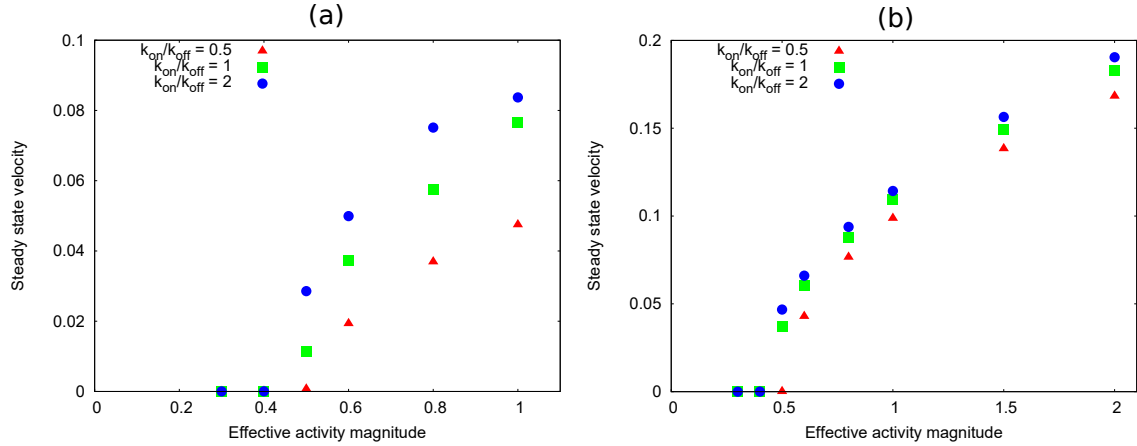 (a)
k_on/k_off = 0.5
k_on/k_off = 1
k_on/k_off = 2
0.1
0.08
0.06
0.04
0.02
0
Steady state velocity
0 0.2 0.4 0.6 0.8 1
Effective activity magnitude
(b)
k_on/k_off = 0.5
k_on/k_off = 1
k_on/k_off = 2
0.2
0.15
0.1
0.05
0
Steady state velocity
0 0.5 1 1.5 2
Effective activity magnitude